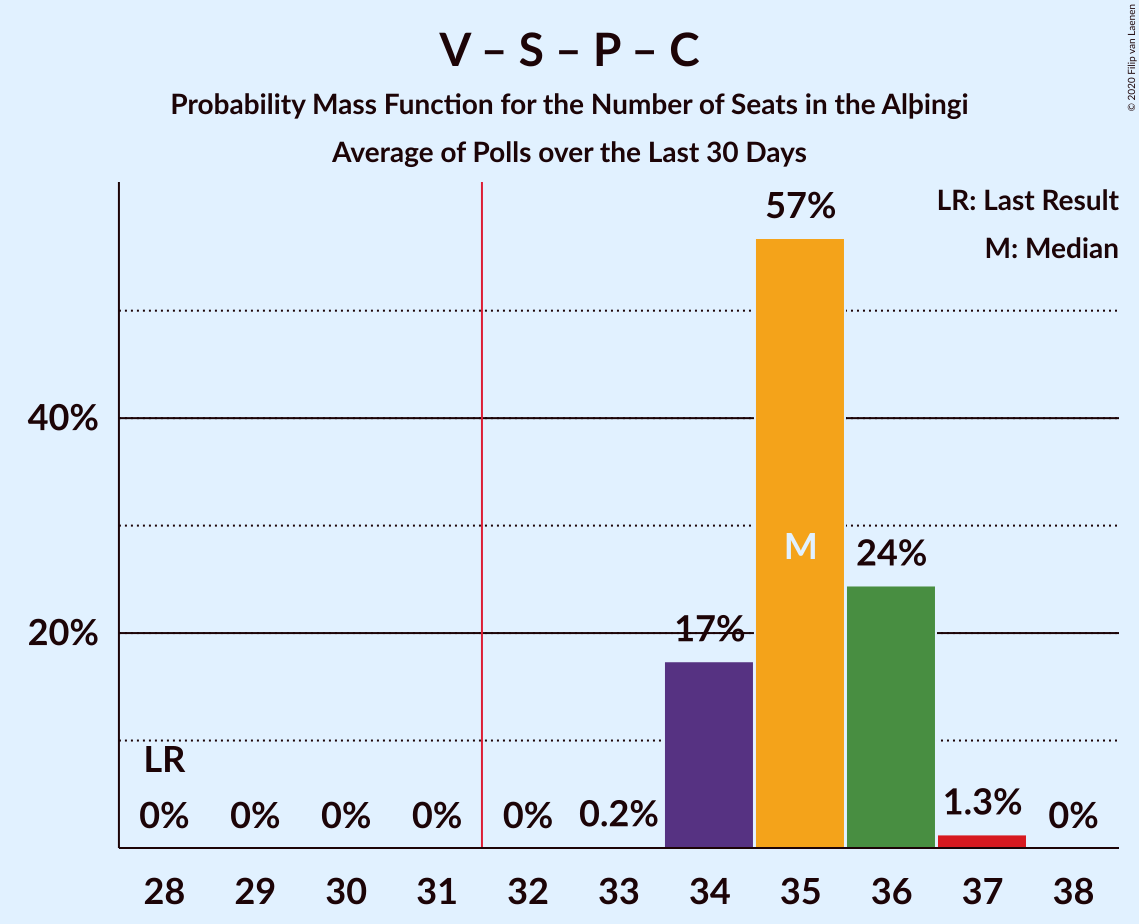 V – S – P – C
Probability Mass Function for the Number of Seats in the Alþingi
Average of Polls over the Last 30 Days
© 2020 Filip van Laenen
LR: Last Result
M: Median
57%
40%
M
24%
20%
17%
LR
0% 0% 0% 0% 0% 0.2% 1.3% 0%
28 29 30 31 32 33 34 35 36 37 38